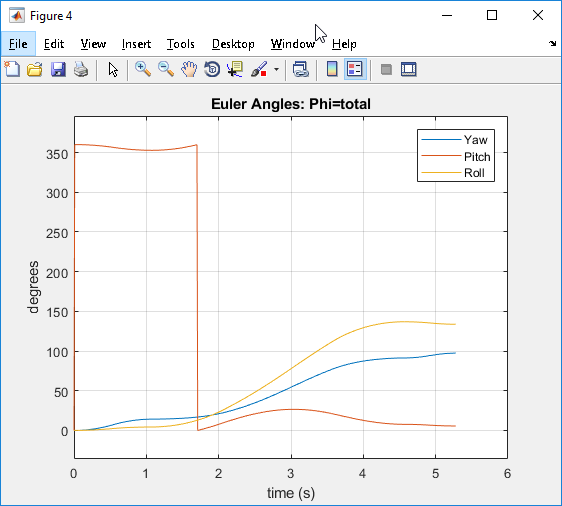 Figure 4
File Edit View Insert Tools Desktop Window Help
Euler Angles: Phi=total
Yaw
Pitch
Roll
degrees
350
300
250
200
150
100
50
0
0 1 2 3 4 5 6
time (s)